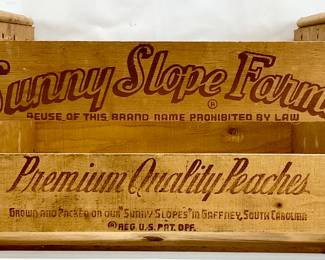 Sunny Slope Farms
®
REUSE OF THIS BRAND NAME PROHIBITED BY LAW
Premium Quality Peaches
GROWN AND PACKED ON OUR "SUNNY SLOPES" IN GAFFNEY, SOUTH CAROLINA
® REG. U.S. PAT. OFF.